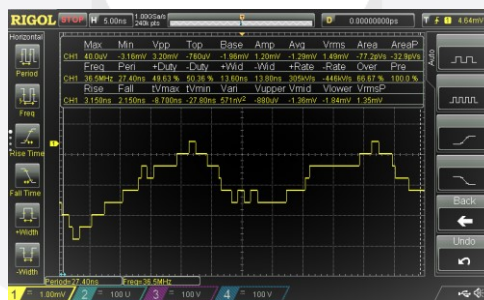 RIGOL STOP H 5.00ns 1.00GSa/s 240k pts D 0.00000000ps T 4.64mV
Horizontal
Max Min Vpp Top Base Amp Avg Vrms Area AreaP
CH1 40.0uV -3.16mV 3.20mV -760uV -1.96mV 1.20mV -1.29mV 1.49mV -77.2pVs -32.9pVs
Freq Peri +Duty -Duty +Wid -Wid +Rate -Rate Over Pre
CH1 36.5MHz 27.40ns 49.63 % 50.36 % 13.60ns 13.80ns 305kV/s -446kV/s 66.67 % 100.0 %
Rise Fall tVmax tVmin Vari Vupper Vmid Vlower VrmsP
CH1 3.150ns 2.150ns -8.700ns -27.80ns 571nV² -880uV -1.36mV -1.84mV 1.35mV
Period
Freq
Rise Time
Fall Time
+Width
-Width
Auto
Back
Undo
Period=27.40ns Freq=36.5MHz
1 = 1.00mV 2 = 100 U 3 = 100 V 4 = 100 V